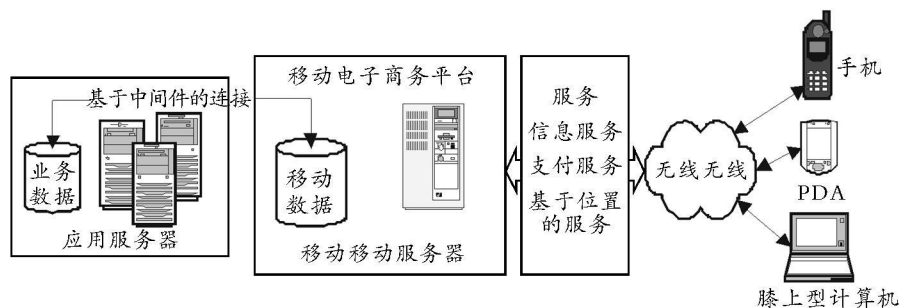 基于中间件的连接
业务
数据
应用服务器
移动电子商务平台
移动
数据
移动移动服务器
服务
信息服务
支付服务
基于位置
的服务
无线无线
手机
PDA
膝上型计算机